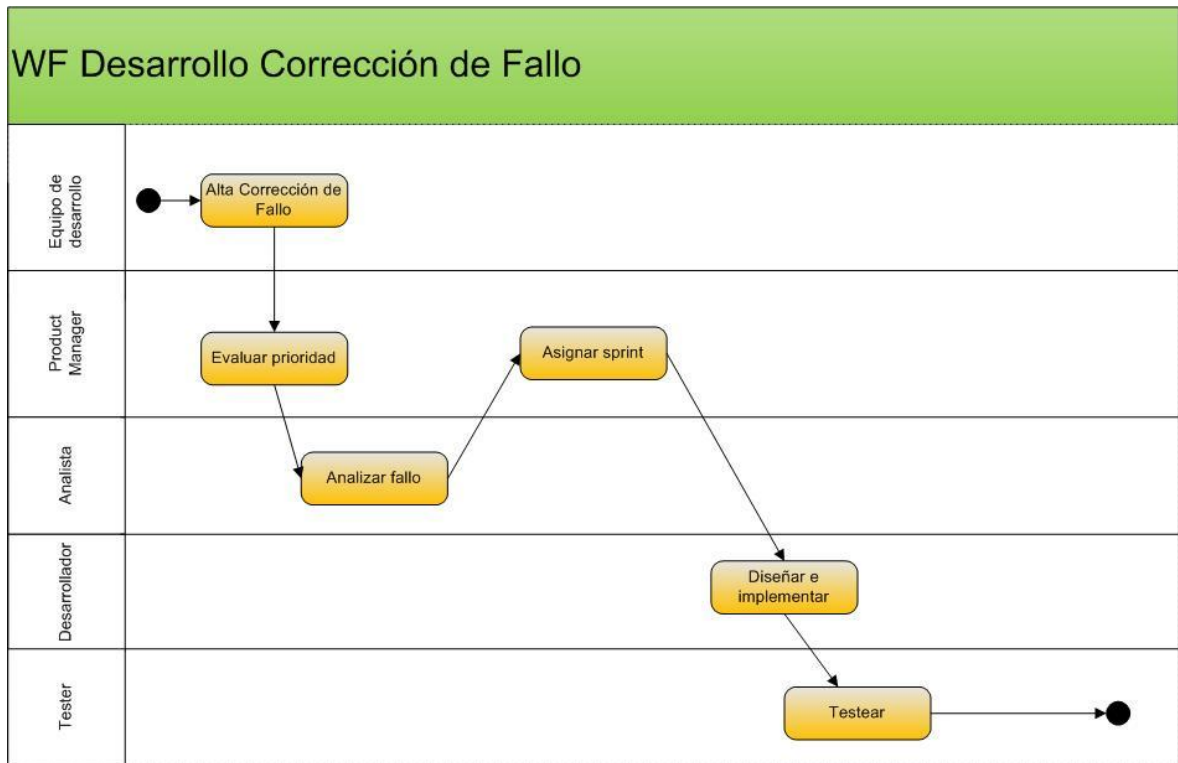 WF Desarrollo Corrección de Fallo
Equipo de
desarrollo
Alta Corrección de
Fallo
Product
Manager
Evaluar prioridad
Asignar sprint
Analista
Analizar fallo
Desarrollador
Diseñar e
implementar
Tester
Testear